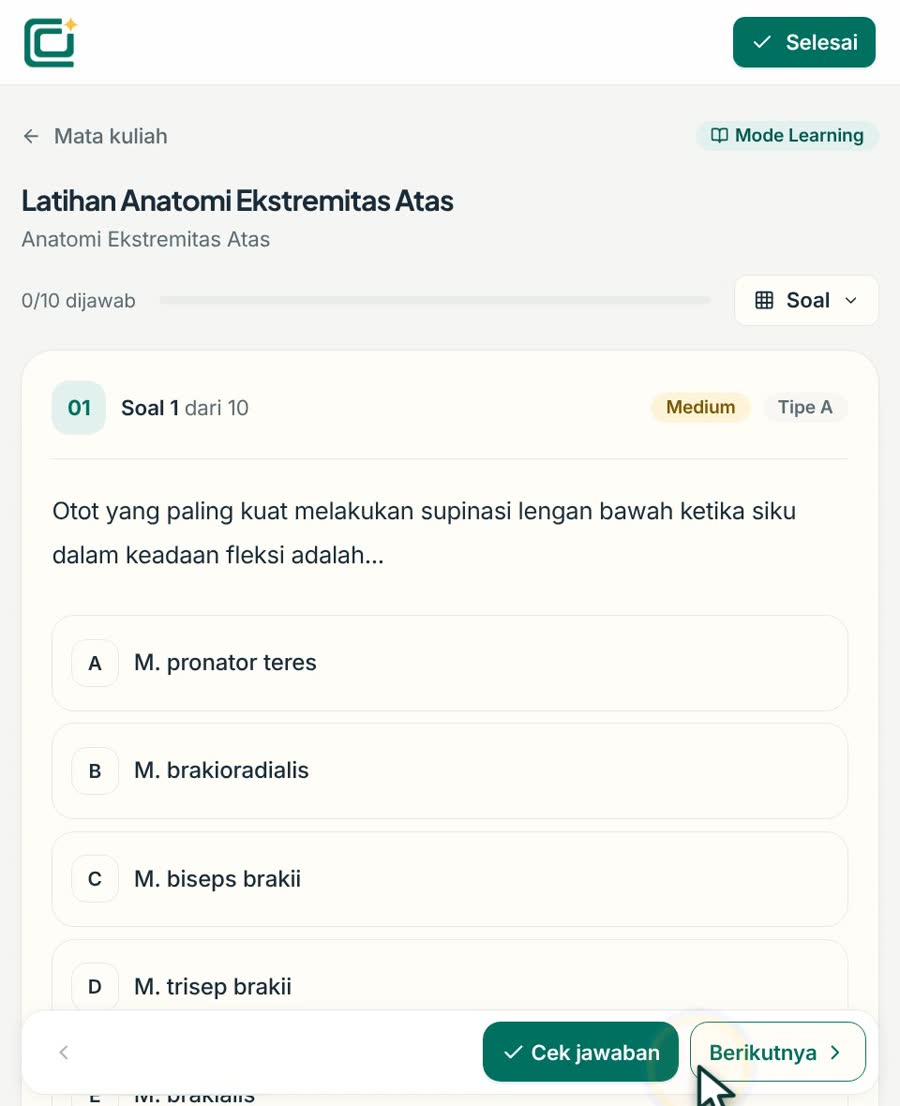 Selesai
Mata kuliah
Mode Learning
Latihan Anatomi Ekstremitas Atas
Anatomi Ekstremitas Atas
0/10 dijawab
Soal
01
Soal 1 dari 10
Medium
Tipe A
Otot yang paling kuat melakukan supinasi lengan bawah ketika siku
dalam keadaan fleksi adalah...
A M. pronator teres
B M. brakioradialis
C M. biseps brakii
D M. trisep brakii
Cek jawaban
Berikutnya
E M. brakialis